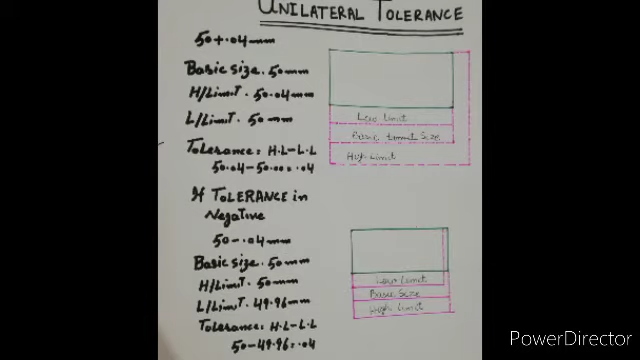 UNILATERAL TOLERANCE
50+.04mm
Basic size. 50mm
H/Limit. 50.04mm
L/Limit. 50mm
Tolerance: H.L-L.L
50.04-50.00=.04
If TOLERANCE in
Negative
50-.04mm
Basic size. 50mm
H/Limit. 50mm
L/Limit. 49.96mm
Tolerance: H.L-L.L
50-49.96=.04
Low Limit
Basic Size
High Limit
Low Limit
Basic Size
High Limit
PowerDirector